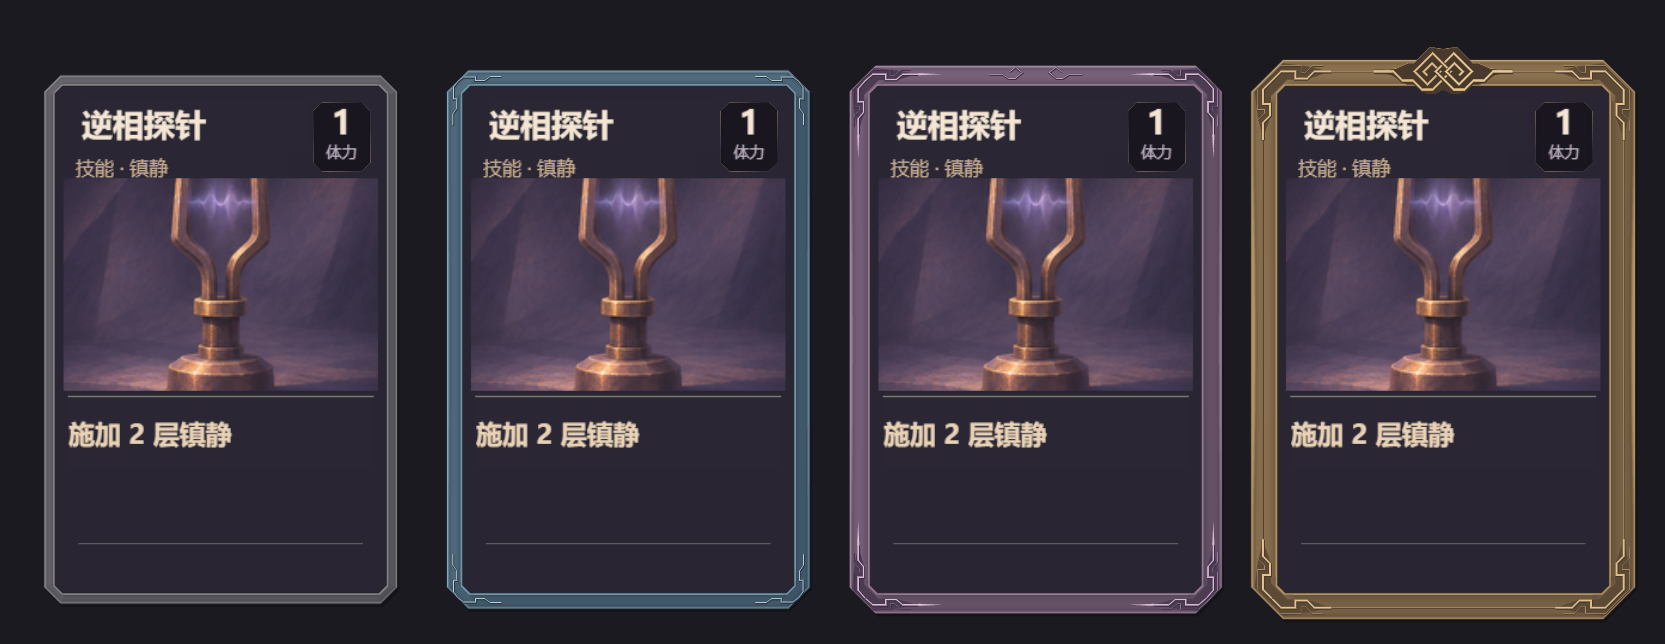 逆相探针
1
体力
技能 · 镇静
施加 2 层镇静
逆相探针
1
体力
技能 · 镇静
施加 2 层镇静
逆相探针
1
体力
技能 · 镇静
施加 2 层镇静
逆相探针
1
体力
技能 · 镇静
施加 2 层镇静